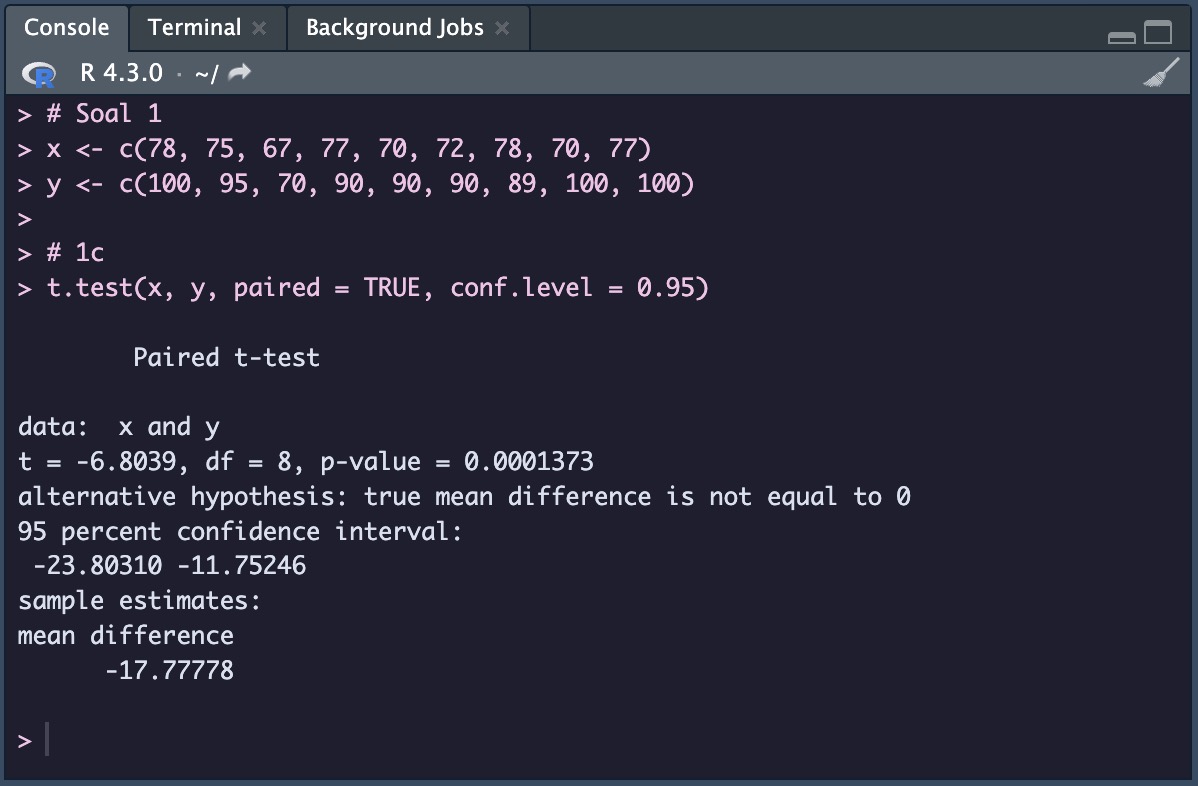 Console Terminal Background Jobs
R R 4.3.0 · ~/
> # Soal 1
> x <- c(78, 75, 67, 77, 70, 72, 78, 70, 77)
> y <- c(100, 95, 70, 90, 90, 90, 89, 100, 100)
>
> # 1c
> t.test(x, y, paired = TRUE, conf.level = 0.95)
Paired t-test
data:  x and y
t = -6.8039, df = 8, p-value = 0.0001373
alternative hypothesis: true mean difference is not equal to 0
95 percent confidence interval:
-23.80310 -11.75246
sample estimates:
mean difference
-17.77778
>